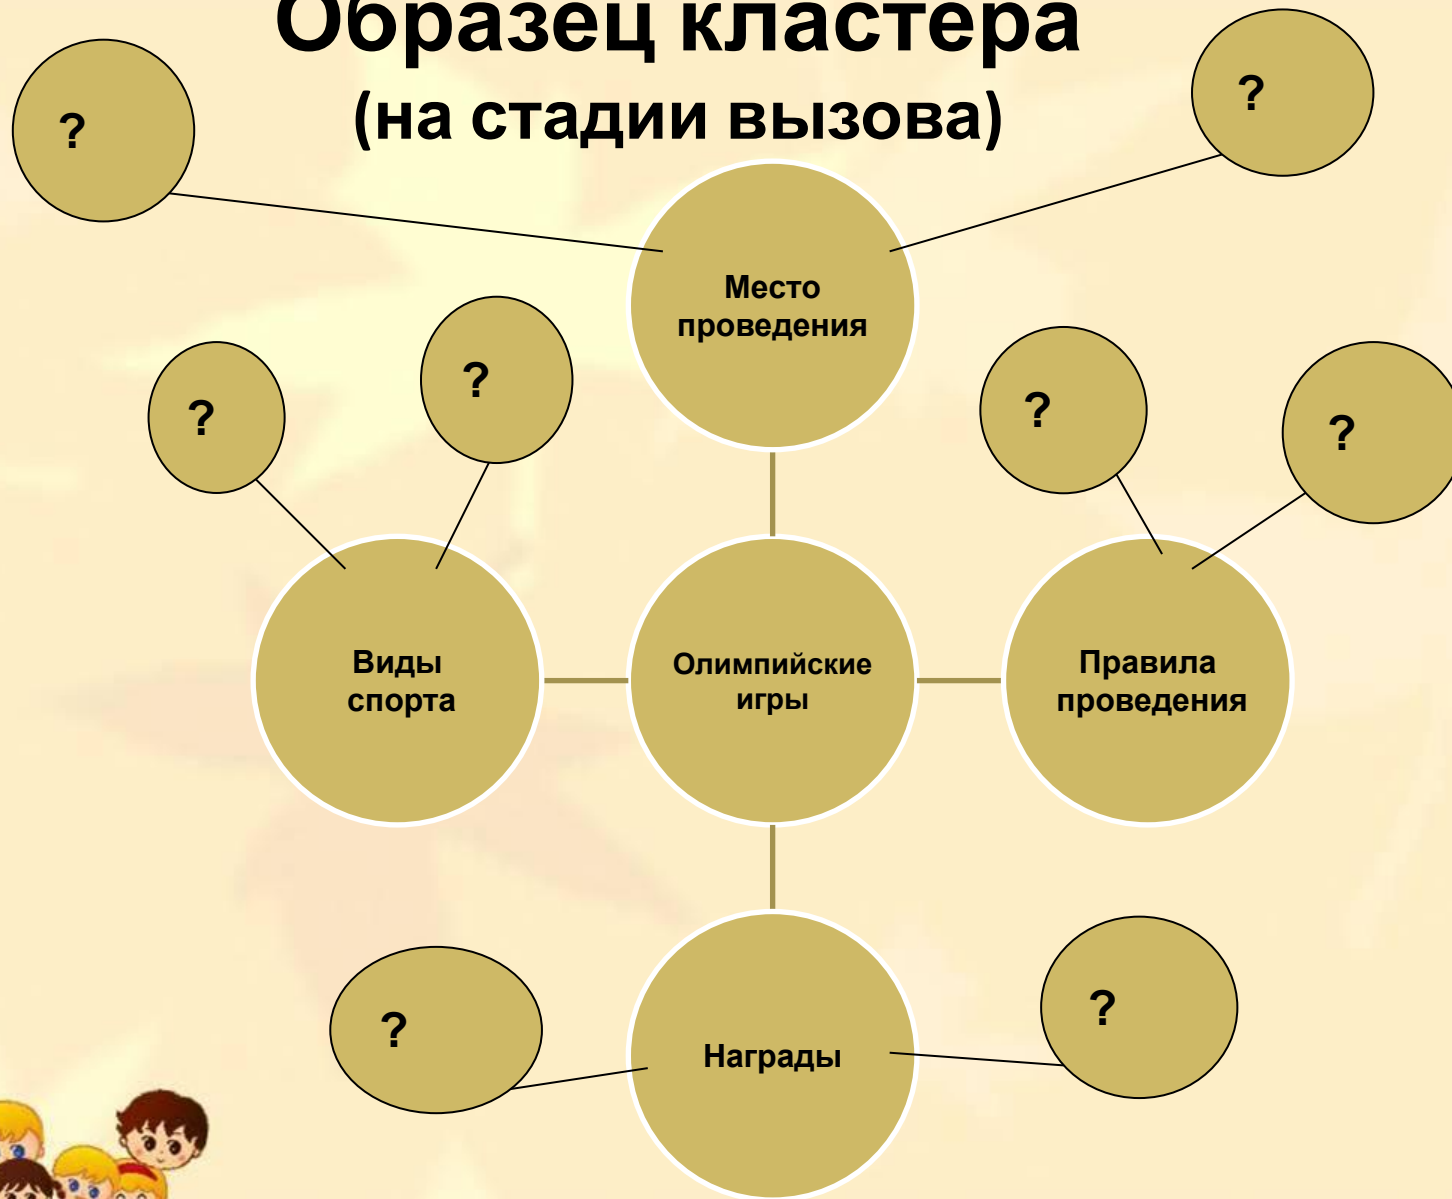 Образец кластера
(на стадии вызова)
?
?
Место
проведения
?
?
?
?
Виды
спорта
Олимпийские
игры
Правила
проведения
?
Награды
?